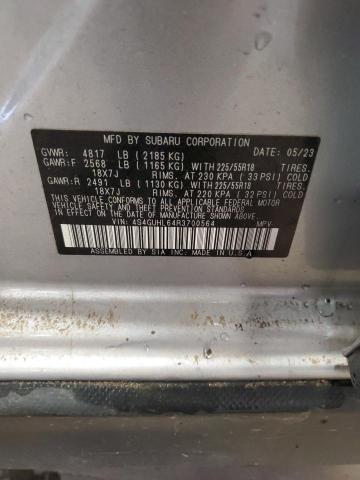 MFD BY SUBARU CORPORATION
GVWR: 4817 LB (2185 KG) DATE: 05/23
GAWR:F 2568 LB (1165 KG) WITH 225/55R18 TIRES.
18X7J RIMS. AT 230 KPA ( 33 PSI) COLD
GAWR:R 2491 LB (1130 KG) WITH 225/55R18 TIRES.
18X7J RIMS. AT 220 KPA ( 32 PSI) COLD
THIS VEHICLE CONFORMS TO ALL APPLICABLE FEDERAL MOTOR
VEHICLE SAFETY AND THEFT PREVENTION STANDARDS IN
EFFECT ON THE DATE OF MANUFACTURE SHOWN ABOVE.
VIN: 4S4GUHL64R3700564 MPV
ASSEMBLED BY SIA INC. MADE IN U.S.A